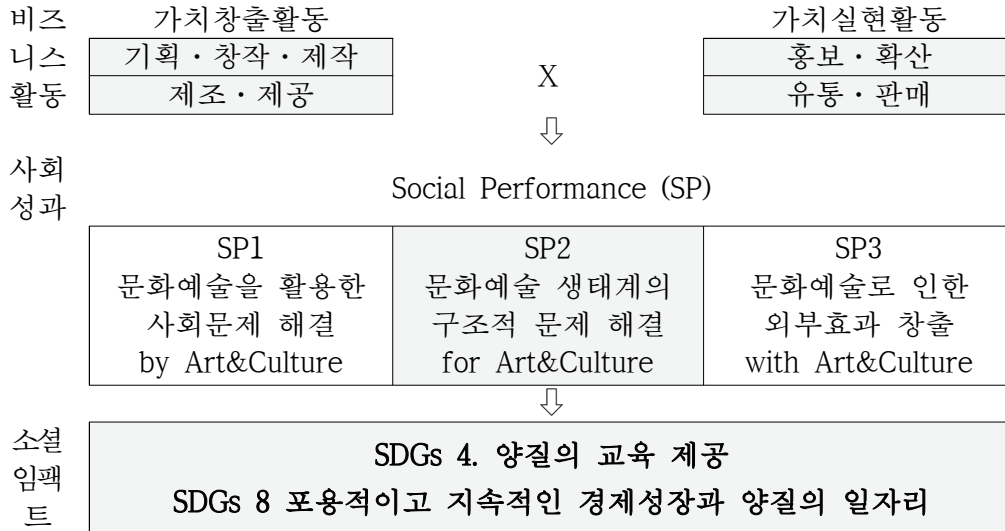 비즈 가치창출활동 가치실현활동
니스 기획·창작·제작 홍보·확산
활동 제조·제공 X 유통·판매
⇩
사회
성과
Social Performance (SP)
SP1 SP2 SP3
문화예술을 활용한 문화예술 생태계의 문화예술로 인한
사회문제 해결 구조적 문제 해결 외부효과 창출
by Art&Culture for Art&Culture with Art&Culture
⇩
소셜
임팩
트
SDGs 4. 양질의 교육 제공
SDGs 8 포용적이고 지속적인 경제성장과 양질의 일자리